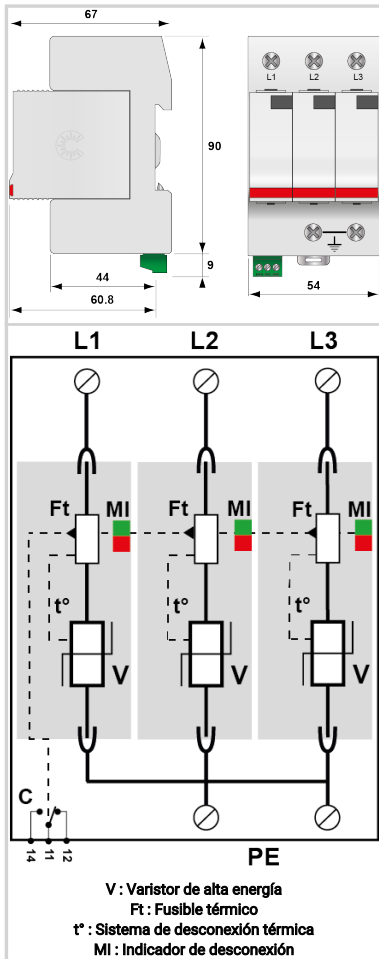 67
L1 L2 L3
90
9
44
60.8
54
L1 L2 L3
Ft MI Ft MI Ft MI
t° t° t°
V V V
C
14 11 12
PE
V : Varistor de alta energía
Ft : Fusible térmico
t° : Sistema de desconexión térmica
MI : Indicador de desconexión